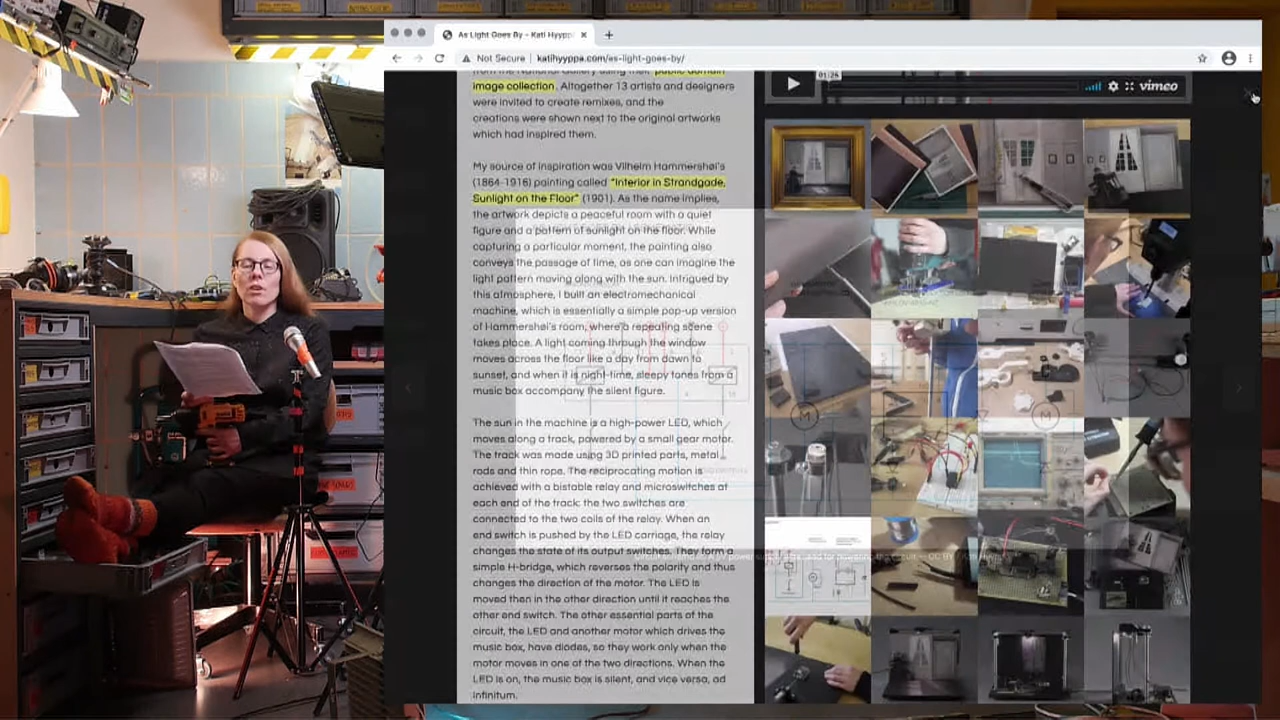 As Light Goes By – Kati Hyypp
Not Secure
katihyyppa.com/as-light-goes-by/
from the National Gallery using their public domain
image collection. Altogether 13 artists and designers
were invited to create remixes, and the
creations were shown next to the original artworks
which had inspired them.
My source of inspiration was Vilhelm Hammershøi's
(1864-1916) painting called "Interior in Strandgade,
Sunlight on the Floor" (1901). As the name implies,
the artwork depicts a peaceful room with a quiet
figure and a pattern of sunlight on the floor. While
capturing a particular moment, the painting also
conveys the passage of time, as one can imagine the
light pattern moving along with the sun. Intrigued by
this atmosphere, I built an electromechanical
machine, which is essentially a simple pop-up version
of Hammershøi's room, where a repeating scene
takes place. A light coming through the window
moves across the floor like a day from dawn to
sunset, and when it is night-time, sleepy tones from a
music box accompany the silent figure.
The sun in the machine is a high-power LED, which
moves along a track, powered by a small gear motor.
The track was made using 3D printed parts, metal
rods and thin rope. The reciprocating motion is
achieved with a bistable relay and microswitches at
each end of the track: the two switches are
connected to the two coils of the relay. When an
end switch is pushed by the LED carriage, the relay
changes the state of its output switches. They form a
simple H-bridge, which reverses the polarity and thus
changes the direction of the motor. The LED is
moved then in the other direction until it reaches the
other end switch. The other essential parts of the
circuit, the LED and another motor which drives the
music box, have diodes, so they work only when the
motor moves in one of the two directions. When the
LED is on, the music box is silent, and vice versa, ad
infinitum.
01:26
vimeo